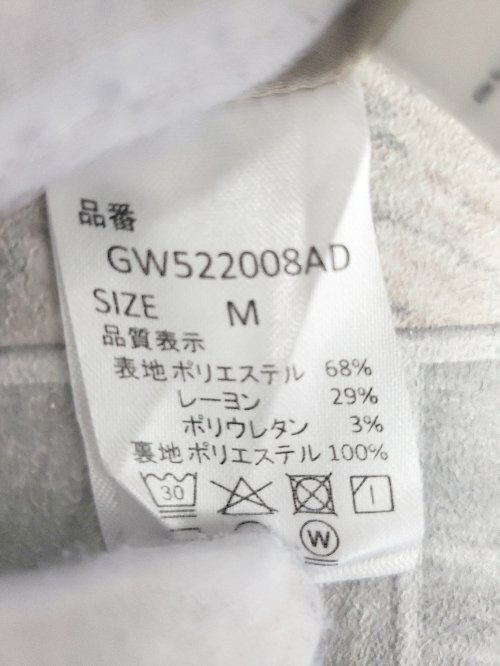 品番
GW522008AD
SIZE M
品質表示
表地 ポリエステル 68%
レーヨン 29%
ポリウレタン 3%
裏地 ポリエステル 100%
30
W